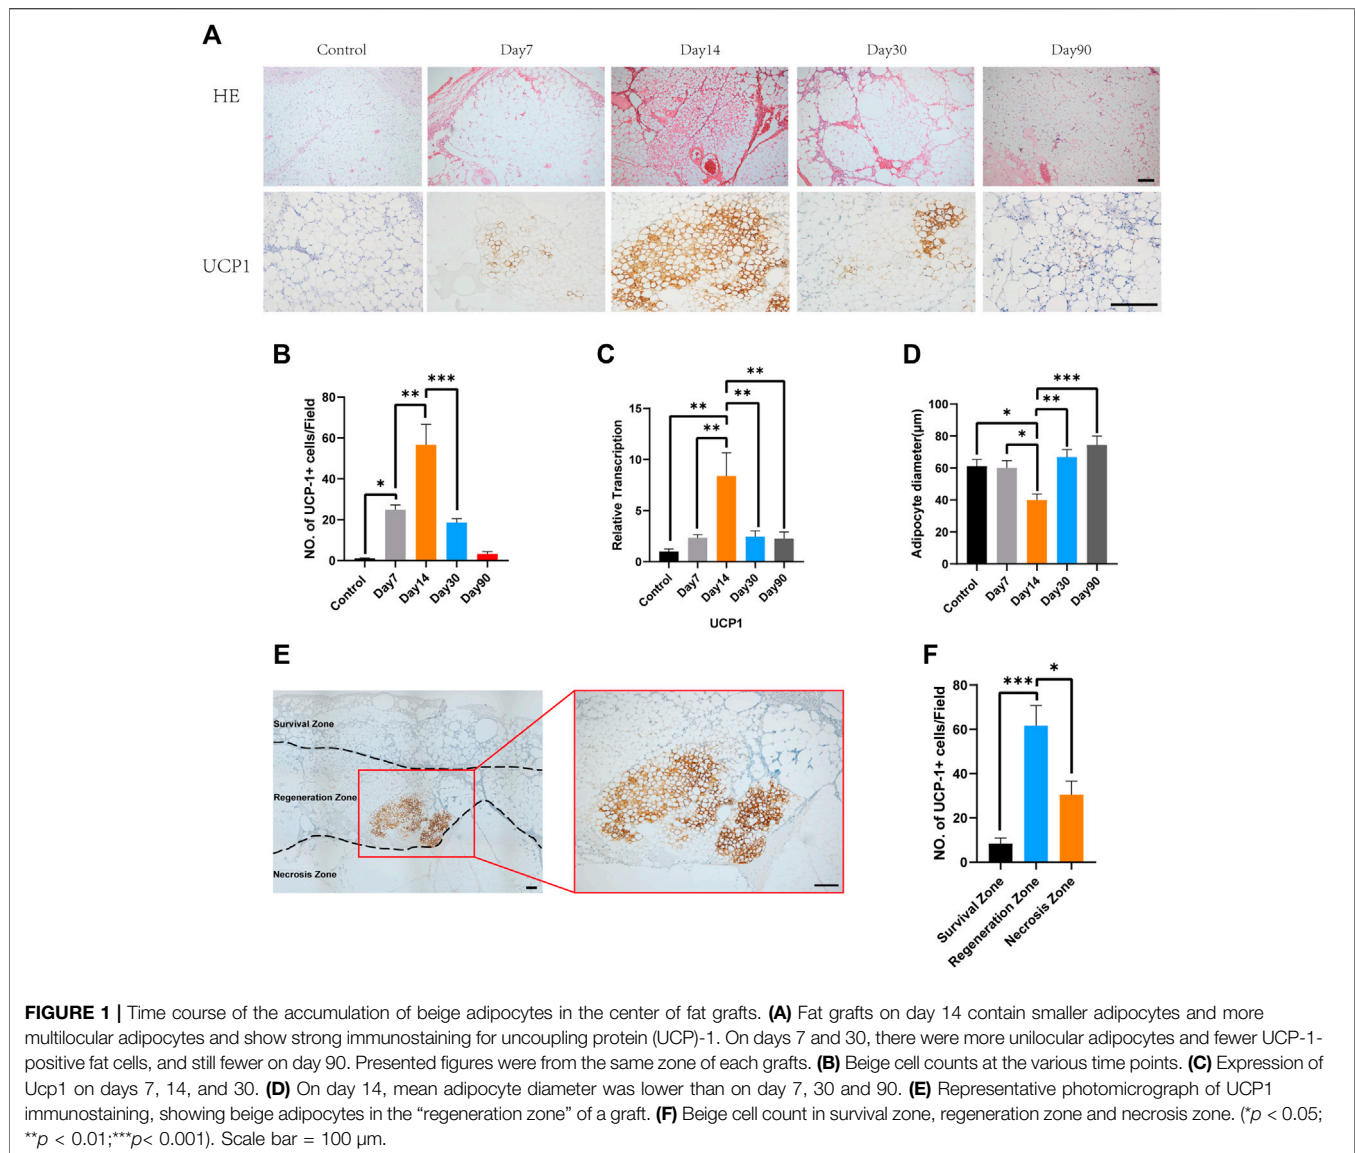 A
Control
Day7
Day14
Day30
Day90
HE
UCP1
B
NO. of UCP-1+ cells/Field
80
60
40
20
0
*
**
***
Control
Day7
Day14
Day30
Day90
C
Relative Transcription
15
10
5
0
**
**
**
**
Control
Day7
Day14
Day30
Day90
UCP1
D
Adipocyte diameter(μm)
100
80
60
40
20
0
*
*
**
***
Control
Day7
Day14
Day30
Day90
E
Survival Zone
Regeneration Zone
Necrosis Zone
F
NO. of UCP-1+ cells/Field
80
60
40
20
0
***
*
Survival Zone
Regeneration Zone
Necrosis Zone
FIGURE 1 | Time course of the accumulation of beige adipocytes in the center of fat grafts. (A) Fat grafts on day 14 contain smaller adipocytes and more
multilocular adipocytes and show strong immunostaining for uncoupling protein (UCP)-1. On days 7 and 30, there were more unilocular adipocytes and fewer UCP-1-
positive fat cells, and still fewer on day 90. Presented figures were from the same zone of each grafts. (B) Beige cell counts at the various time points. (C) Expression of
Ucp1 on days 7, 14, and 30. (D) On day 14, mean adipocyte diameter was lower than on day 7, 30 and 90. (E) Representative photomicrograph of UCP1
immunostaining, showing beige adipocytes in the “regeneration zone” of a graft. (F) Beige cell count in survival zone, regeneration zone and necrosis zone. (*p < 0.05;
**p < 0.01;***p< 0.001). Scale bar = 100 μm.